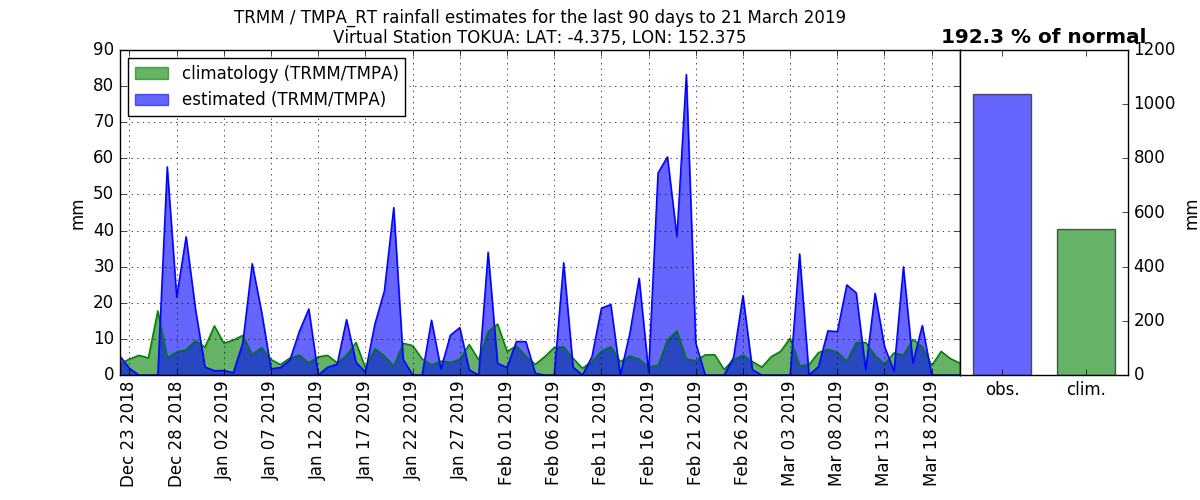 TRMM / TMPA_RT rainfall estimates for the last 90 days to 21 March 2019
Virtual Station TOKUA: LAT: -4.375, LON: 152.375
192.3 % of normal
climatology (TRMM/TMPA)
estimated (TRMM/TMPA)
mm
90
80
70
60
50
40
30
20
10
0
Dec 23 2018
Dec 28 2018
Jan 02 2019
Jan 07 2019
Jan 12 2019
Jan 17 2019
Jan 22 2019
Jan 27 2019
Feb 01 2019
Feb 06 2019
Feb 11 2019
Feb 16 2019
Feb 21 2019
Feb 26 2019
Mar 03 2019
Mar 08 2019
Mar 13 2019
Mar 18 2019
obs.
clim.
1200
1000
800
600
400
200
0
mm